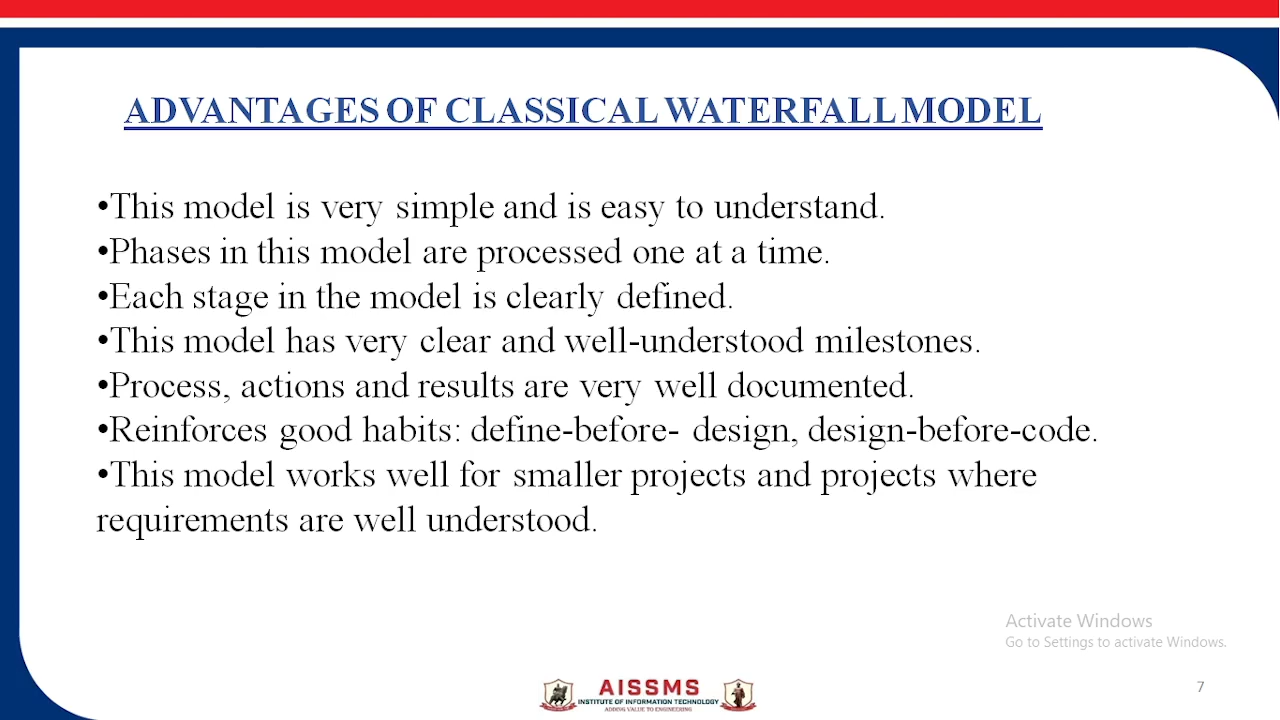 ADVANTAGES OF CLASSICAL WATERFALL MODEL
•This model is very simple and is easy to understand.
•Phases in this model are processed one at a time.
•Each stage in the model is clearly defined.
•This model has very clear and well-understood milestones.
•Process, actions and results are very well documented.
•Reinforces good habits: define-before- design, design-before-code.
•This model works well for smaller projects and projects where
requirements are well understood.
Activate Windows
Go to Settings to activate Windows.
AISSMS
INSTITUTE OF INFORMATION TECHNOLOGY
ADDING VALUE TO ENGINEERING
7